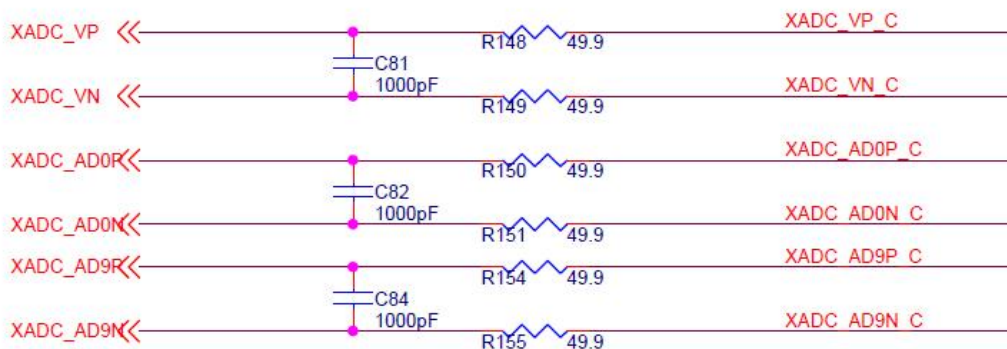 XADC_VP
R148
49.9
XADC_VP_C
C81
1000pF
XADC_VN
R149
49.9
XADC_VN_C
XADC_AD0P
R150
49.9
XADC_AD0P_C
C82
1000pF
XADC_AD0N
R151
49.9
XADC_AD0N_C
XADC_AD9P
R154
49.9
XADC_AD9P_C
C84
1000pF
XADC_AD9N
R155
49.9
XADC_AD9N_C